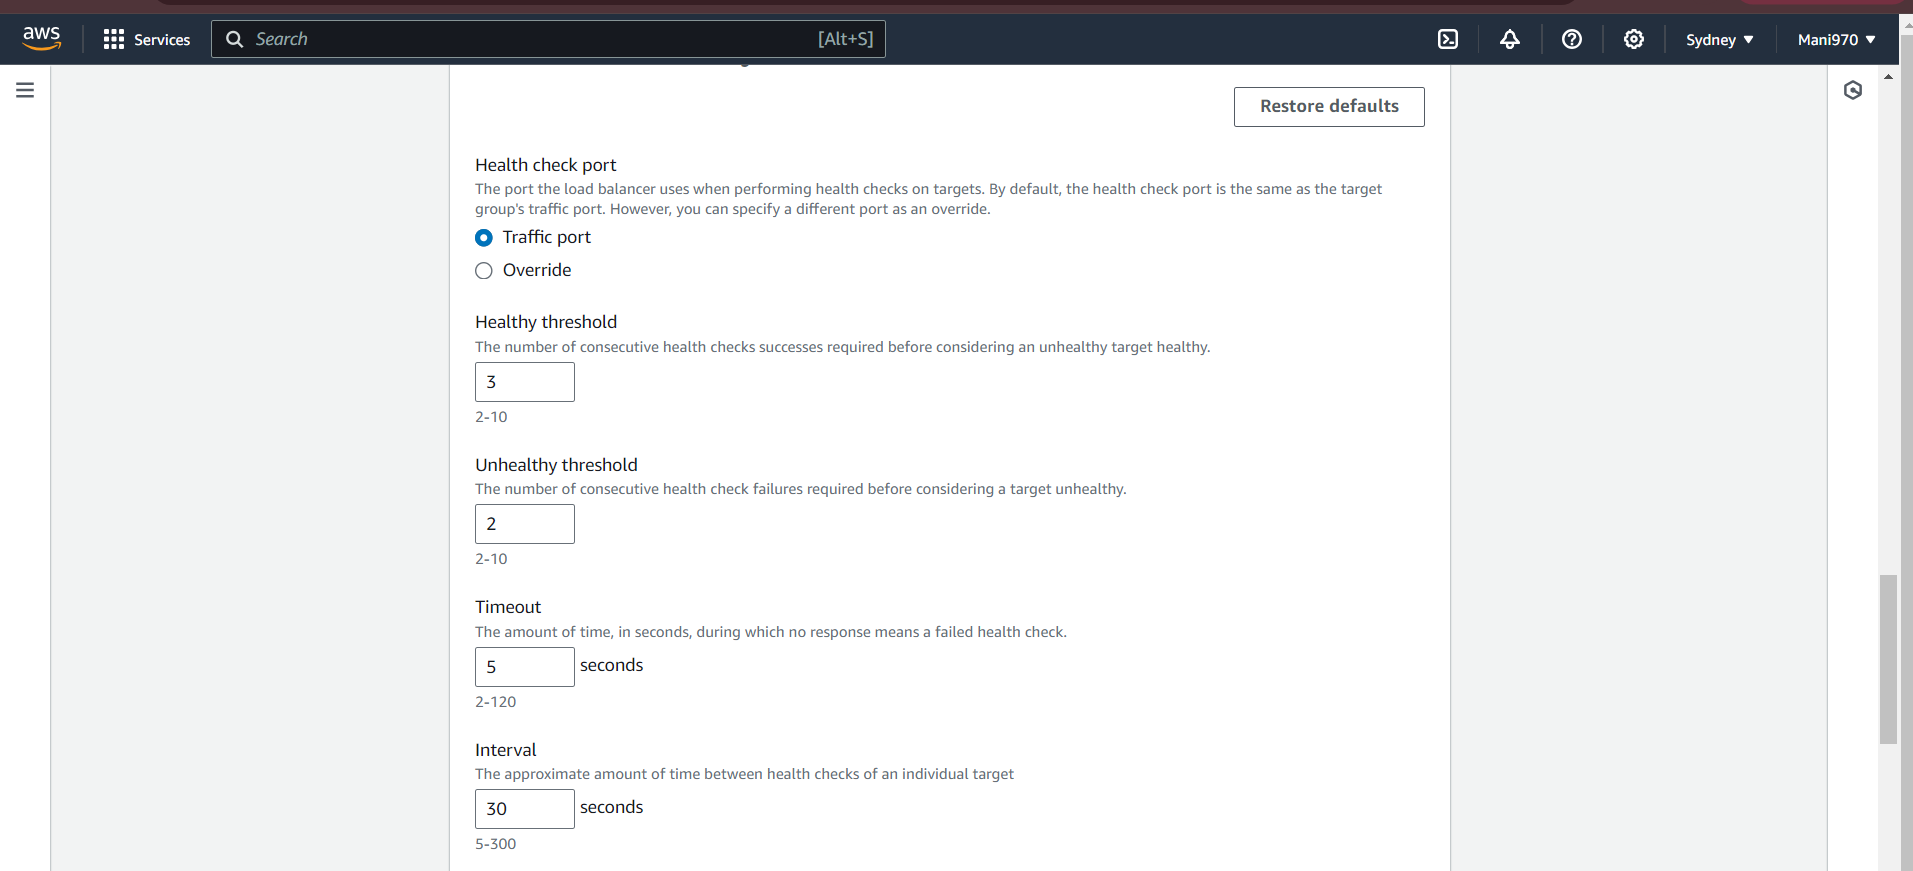 aws
Services
Search
[Alt+S]
Sydney
Mani970
Restore defaults
Health check port
The port the load balancer uses when performing health checks on targets. By default, the health check port is the same as the target
group's traffic port. However, you can specify a different port as an override.
Traffic port
Override
Healthy threshold
The number of consecutive health checks successes required before considering an unhealthy target healthy.
3
2-10
Unhealthy threshold
The number of consecutive health check failures required before considering a target unhealthy.
2
2-10
Timeout
The amount of time, in seconds, during which no response means a failed health check.
5 seconds
2-120
Interval
The approximate amount of time between health checks of an individual target
30 seconds
5-300